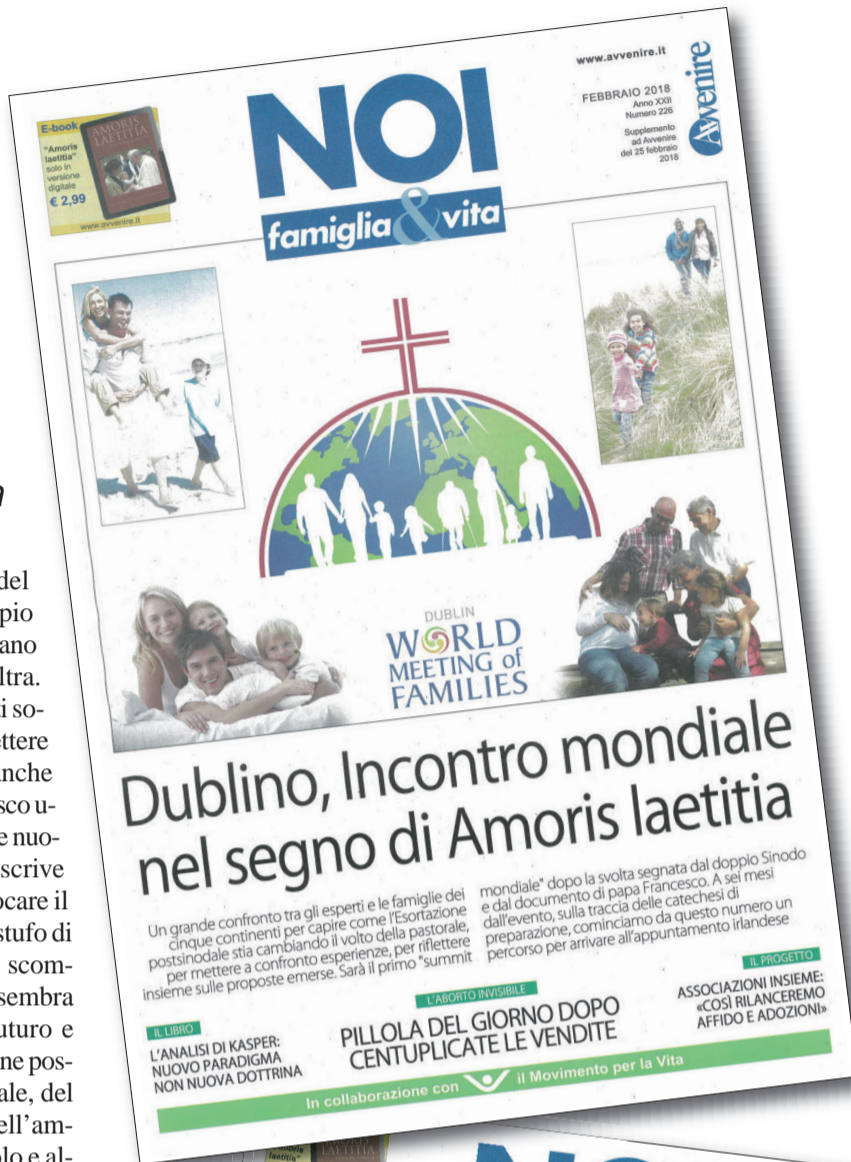 www.avvenire.it
FEBBRAIO 2018
Anno XXII
Numero 226
Supplemento
ad Avvenire
del 25 febbraio
2018
Avvenire
E-book
"Amoris
laetitia"
solo in
versione
digitale
€ 2,99
www.avvenire.it
AMORIS
LAETITIA
NOI
famiglia & vita
DUBLIN
WORLD
MEETING of
FAMILIES
Dublino, Incontro mondiale
nel segno di Amoris laetitia
Un grande confronto tra gli esperti e le famiglie dei
cinque continenti per capire come l'Esortazione
postsinodale stia cambiando il volto della pastorale,
per mettere a confronto esperienze, per riflettere
insieme sulle proposte emerse. Sarà il primo "summit
mondiale" dopo la svolta segnata dal doppio Sinodo
e dal documento di papa Francesco. A sei mesi
dall'evento, sulla traccia delle catechesi di
preparazione, cominciamo da questo numero un
percorso per arrivare all'appuntamento irlandese
IL LIBRO
L'ANALISI DI KASPER:
NUOVO PARADIGMA
NON NUOVA DOTTRINA
L'ABORTO INVISIBILE
PILLOLA DEL GIORNO DOPO
CENTUPLICATE LE VENDITE
IL PROGETTO
ASSOCIAZIONI INSIEME:
«COSÌ RILANCEREMO
AFFIDO E ADOZIONI»
In collaborazione con il Movimento per la Vita
del
pio
ano
ltra.
i so-
ettere
anche
sco u-
e nuo-
scrive
ocare il
stufo di
scom-
sembra
uturo e
ne pos-
ale, del
ell'am-
olo e al-